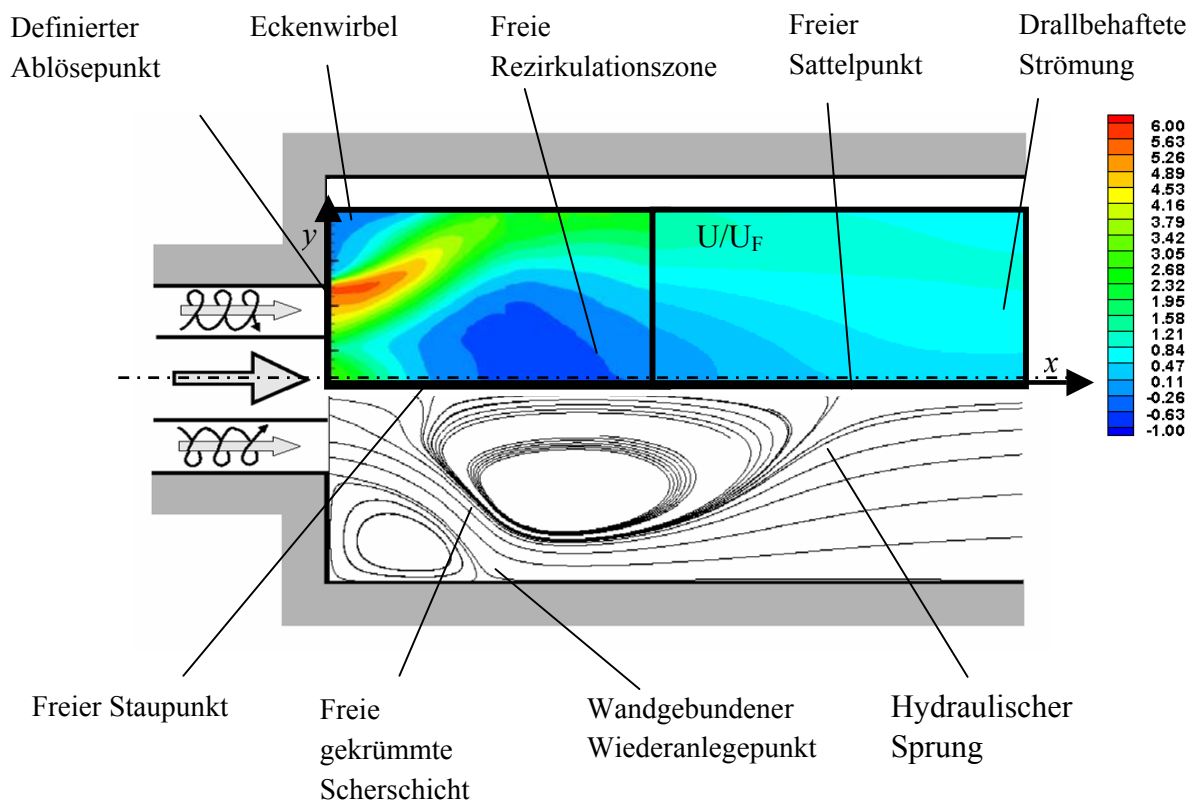 Definierter
Ablösepunkt
Eckenwirbel
Freie
Rezirkulationszone
Freier
Sattelpunkt
Drallbehaftete
Strömung
y
U/U_F
x
6.00
5.63
5.26
4.89
4.53
4.16
3.79
3.42
3.05
2.68
2.32
1.95
1.58
1.21
0.84
0.47
0.11
-0.26
-0.63
-1.00
Freier Staupunkt
Freie
gekrümmte
Scherschicht
Wandgebundener
Wiederanlegepunkt
Hydraulischer
Sprung